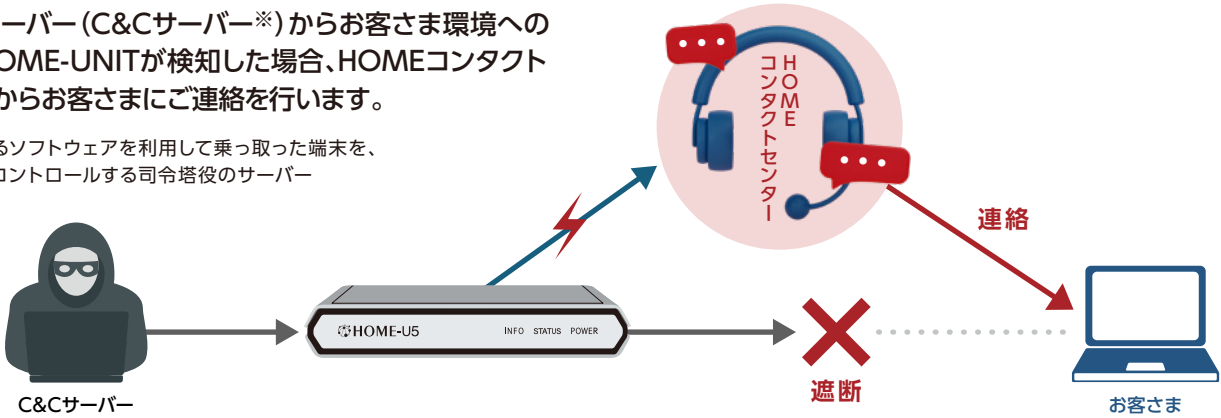 ーバー(C&Cサーバー※)からお客さま環境への
OME-UNITが検知した場合、HOMEコンタクト
からお客さまにご連絡を行います。
るソフトウェアを利用して乗っ取った端末を、
コントロールする司令塔役のサーバー
HOME
コンタクトセンター
連絡
HOME-U5
INFO STATUS POWER
遮断
C&Cサーバー
お客さま